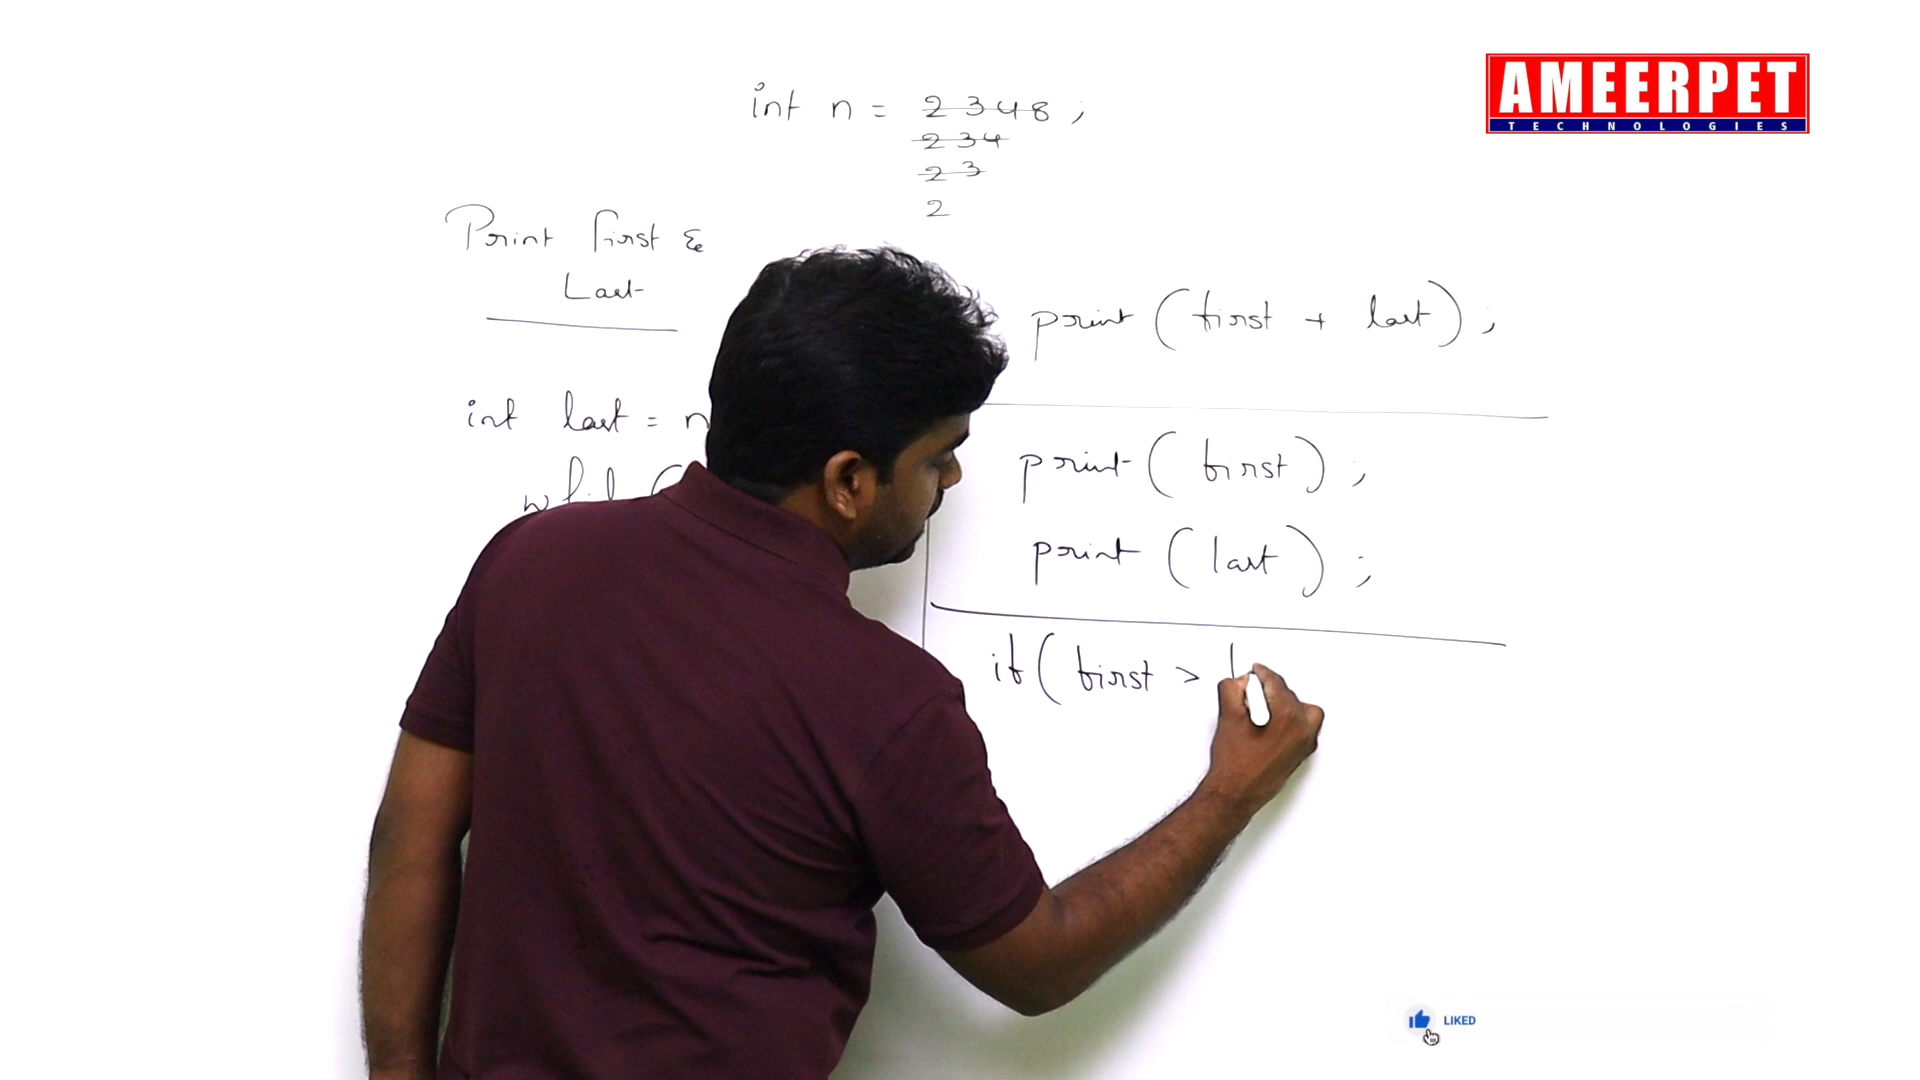 int n = 2348;
234
23
2
Print First &
Last
int last = n
while (
print (first + last);
print (first);
print (last);
if (first >
AMEERPET
TECHNOLOGIES
LIKED